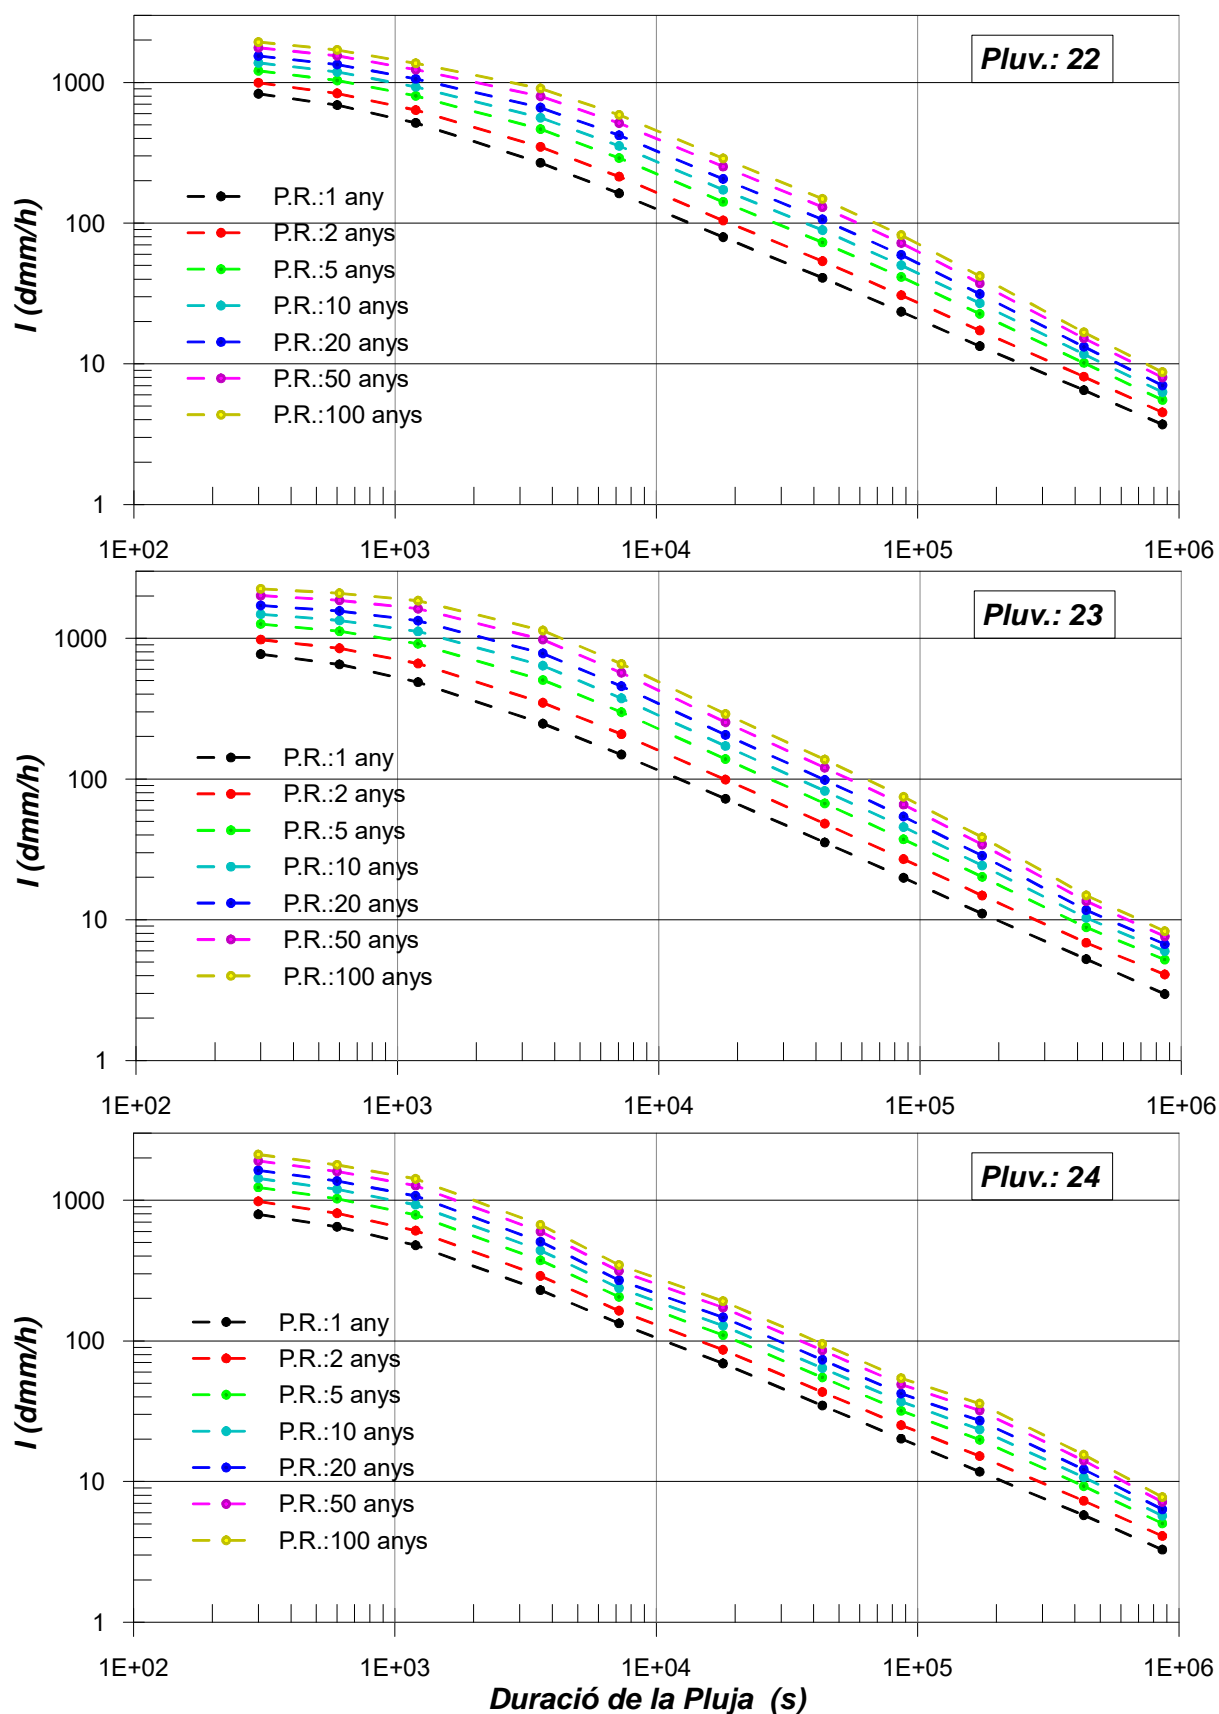 Pluv.: 22
1000
100
10
1
I (dmm/h)
P.R.:1 any
P.R.:2 anys
P.R.:5 anys
P.R.:10 anys
P.R.:20 anys
P.R.:50 anys
P.R.:100 anys
1E+02 1E+03 1E+04 1E+05 1E+06
Pluv.: 23
1000
100
10
1
I (dmm/h)
P.R.:1 any
P.R.:2 anys
P.R.:5 anys
P.R.:10 anys
P.R.:20 anys
P.R.:50 anys
P.R.:100 anys
1E+02 1E+03 1E+04 1E+05 1E+06
Pluv.: 24
1000
100
10
1
I (dmm/h)
P.R.:1 any
P.R.:2 anys
P.R.:5 anys
P.R.:10 anys
P.R.:20 anys
P.R.:50 anys
P.R.:100 anys
1E+02 1E+03 1E+04 1E+05 1E+06
Duració de la Pluja (s)